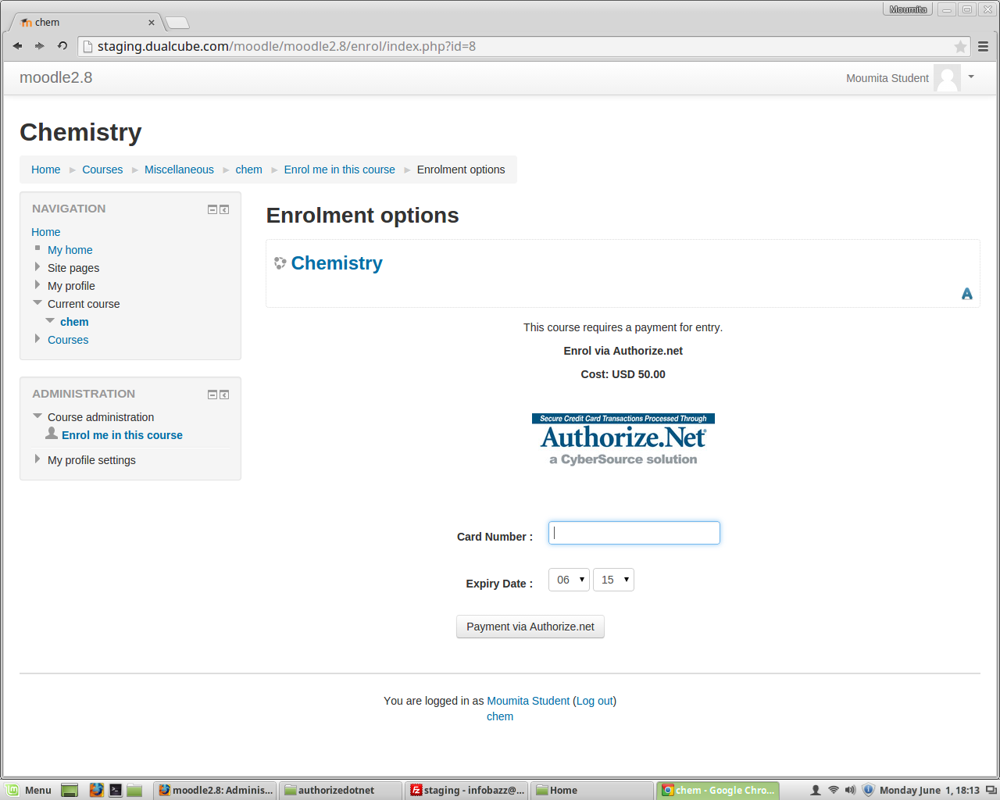 Moumita
chem
staging.dualcube.com/moodle/moodle2.8/enrol/index.php?id=8
moodle2.8
Moumita Student
Chemistry
Home ► Courses ► Miscellaneous ► chem ► Enrol me in this course ► Enrolment options
NAVIGATION
Home
My home
Site pages
My profile
Current course
chem
Courses
ADMINISTRATION
Course administration
Enrol me in this course
My profile settings
Enrolment options
Chemistry
This course requires a payment for entry.
Enrol via Authorize.net
Cost: USD 50.00
Secure Credit Card Transactions Processed Through
Authorize.Net®
a CyberSource solution
Card Number :
Expiry Date : 06 15
Payment via Authorize.net
You are logged in as Moumita Student (Log out)
chem
Menu moodle2.8: Adminis... authorizedotnet staging - infobazz@... Home chem - Google Chro... Monday June 1, 18:13